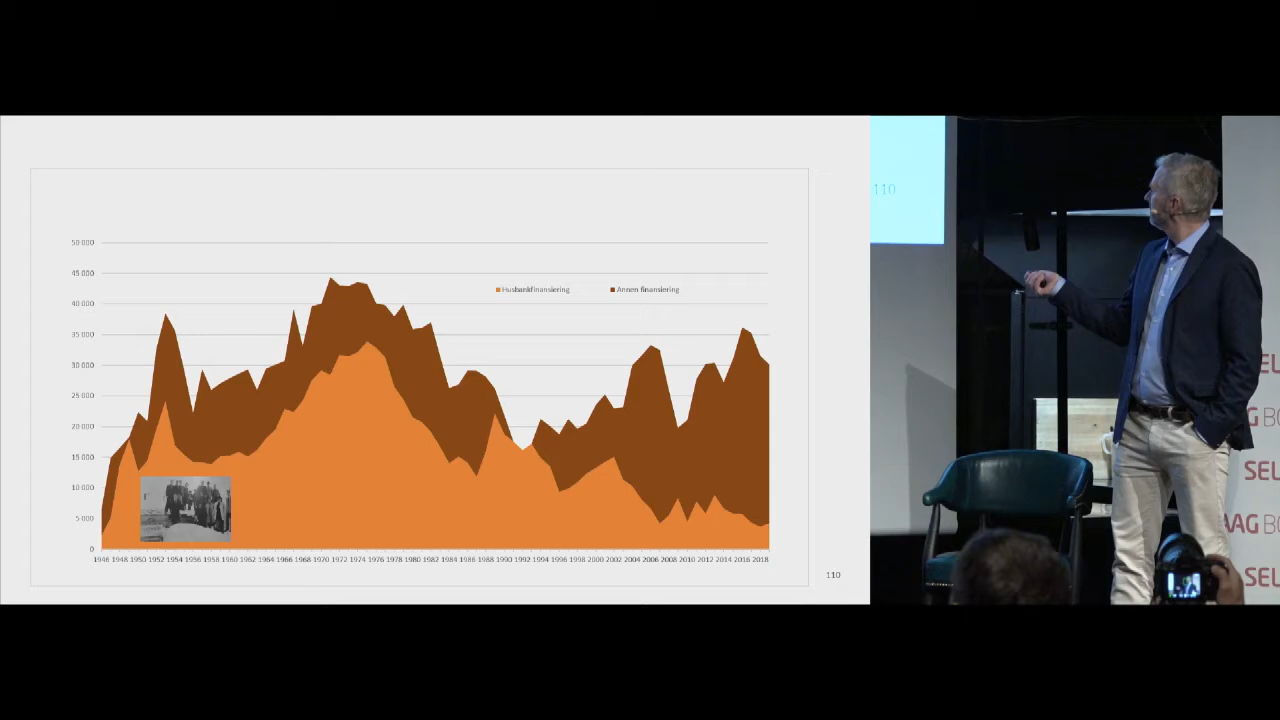 50 000
45 000
Husbankfinansiering Annen finansiering
40 000
35 000
30 000
25 000
20 000
15 000
10 000
5 000
0
1946 1948 1950 1952 1954 1956 1958 1960 1962 1964 1966 1968 1970 1972 1974 1976 1978 1980 1982 1984 1986 1988 1990 1992 1994 1996 1998 2000 2002 2004 2006 2008 2010 2012 2014 2016 2018
110
110
SEL
AG BO
SEL
AAG BO
SEL